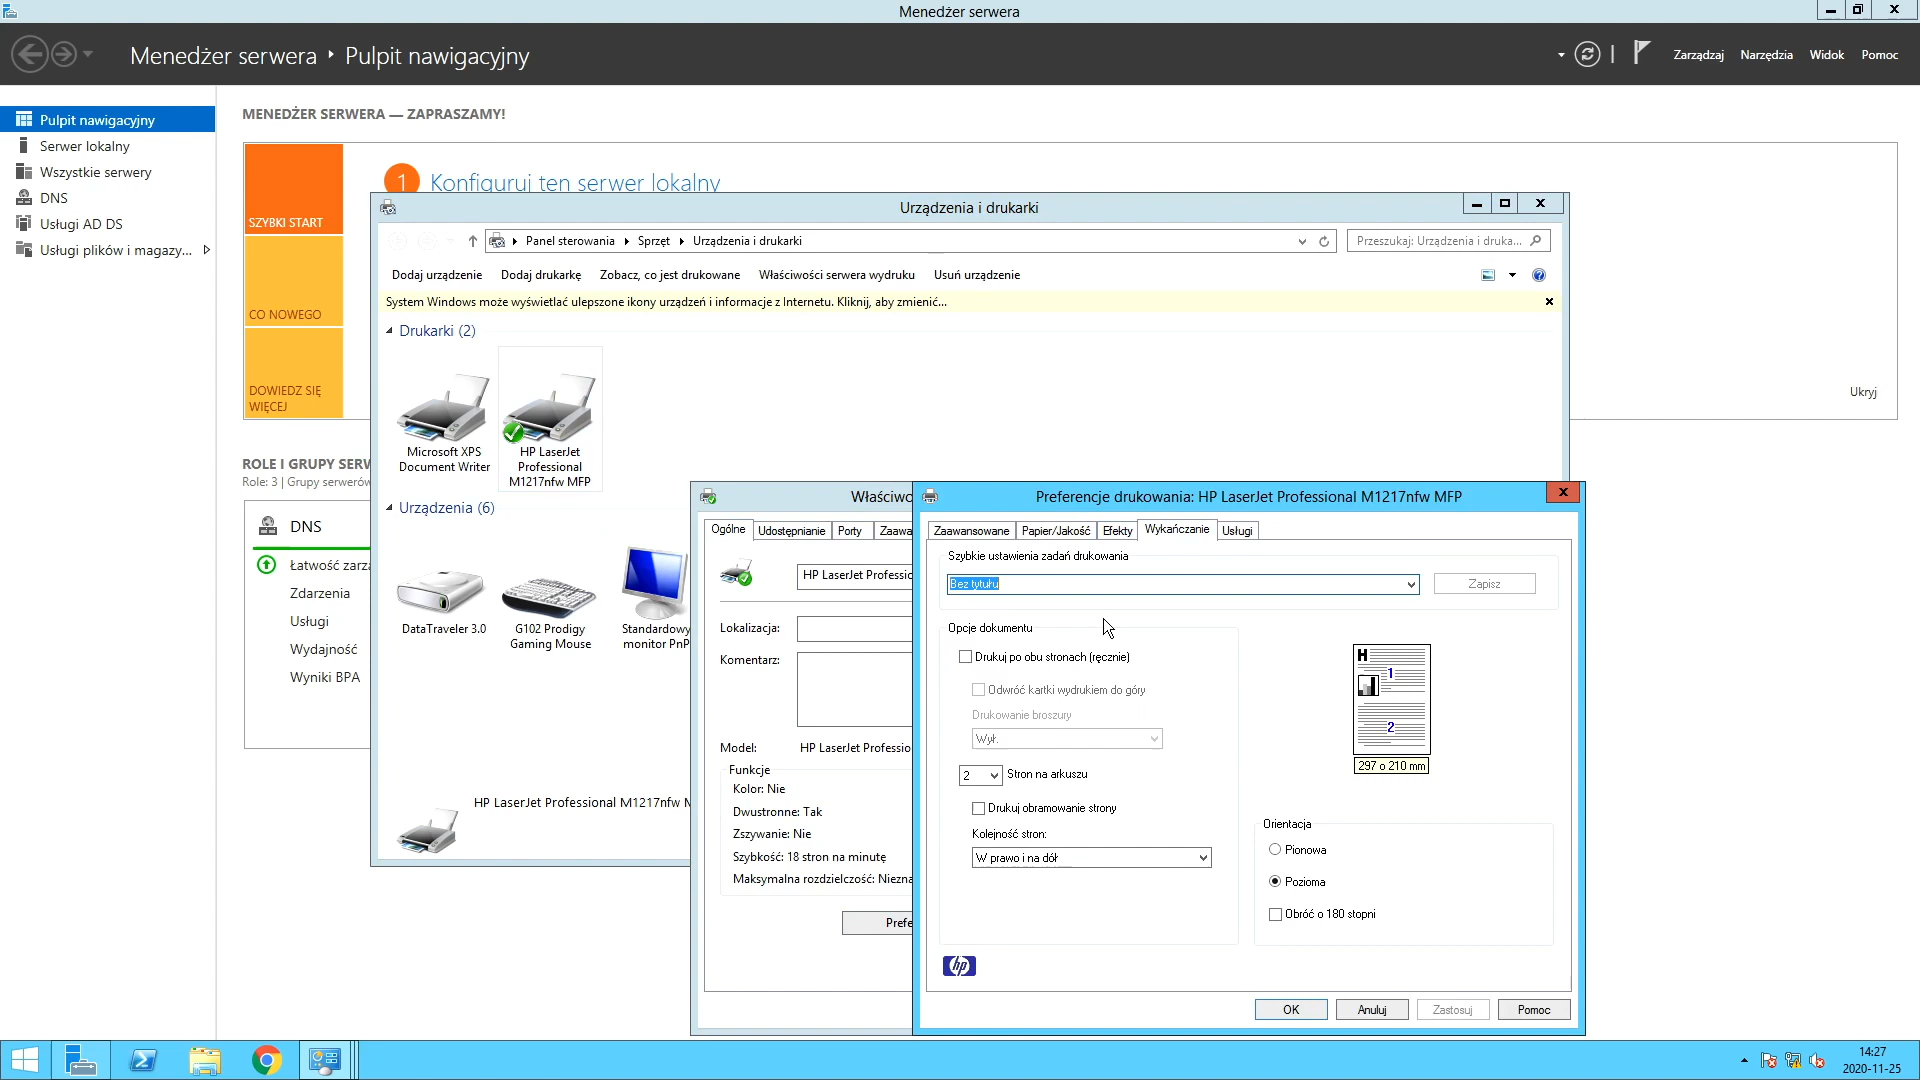 Menedżer serwera
Menedżer serwera
Pulpit nawigacyjny
Zarządzaj
Narzędzia
Widok
Pomoc
Pulpit nawigacyjny
Serwer lokalny
Wszystkie serwery
DNS
Usługi AD DS
Usługi plików i magazy...
MENEDŻER SERWERA — ZAPRASZAMY!
SZYBKI START
CO NOWEGO
DOWIEDZ SIĘ
WIĘCEJ
1
Konfiguruj ten serwer lokalny
Ukryj
ROLE I GRUPY SERW
Role: 3 | Grupy serwerów
DNS
Łatwość zarz
Zdarzenia
Usługi
Wydajność
Wyniki BPA
Urządzenia i drukarki
Panel sterowania
Sprzęt
Urządzenia i drukarki
Przeszukaj: Urządzenia i druka...
Dodaj urządzenie
Dodaj drukarkę
Zobacz, co jest drukowane
Właściwości serwera wydruku
Usuń urządzenie
System Windows może wyświetlać ulepszone ikony urządzeń i informacje z Internetu. Kliknij, aby zmienić...
Drukarki (2)
Microsoft XPS
Document Writer
HP LaserJet
Professional
M1217nfw MFP
Urządzenia (6)
DataTraveler 3.0
G102 Prodigy
Gaming Mouse
Standardowy
monitor PnP
HP LaserJet Professional M1217nfw M
Właściwo
Ogólne
Udostępnianie
Porty
Zaawa
HP LaserJet Professio
Lokalizacja:
Komentarz:
Model:
HP LaserJet Professio
Funkcje
Kolor: Nie
Dwustronne: Tak
Zszywanie: Nie
Szybkość: 18 stron na minutę
Maksymalna rozdzielczość: Niezna
Prefe
Preferencje drukowania: HP LaserJet Professional M1217nfw MFP
Zaawansowane
Papier/Jakość
Efekty
Wykańczanie
Usługi
Szybkie ustawienia zadań drukowania
Bez tytułu
Zapisz
Opcje dokumentu
Drukuj po obu stronach (ręcznie)
Odwróć kartki wydrukiem do góry
Drukowanie broszury
Wył.
2
Stron na arkuszu
Drukuj obramowanie strony
Kolejność stron:
W prawo i na dół
H
1
2
297 o 210 mm
Orientacja
Pionowa
Pozioma
Obróć o 180 stopni
hp
OK
Anuluj
Zastosuj
Pomoc
14:27
2020-11-25